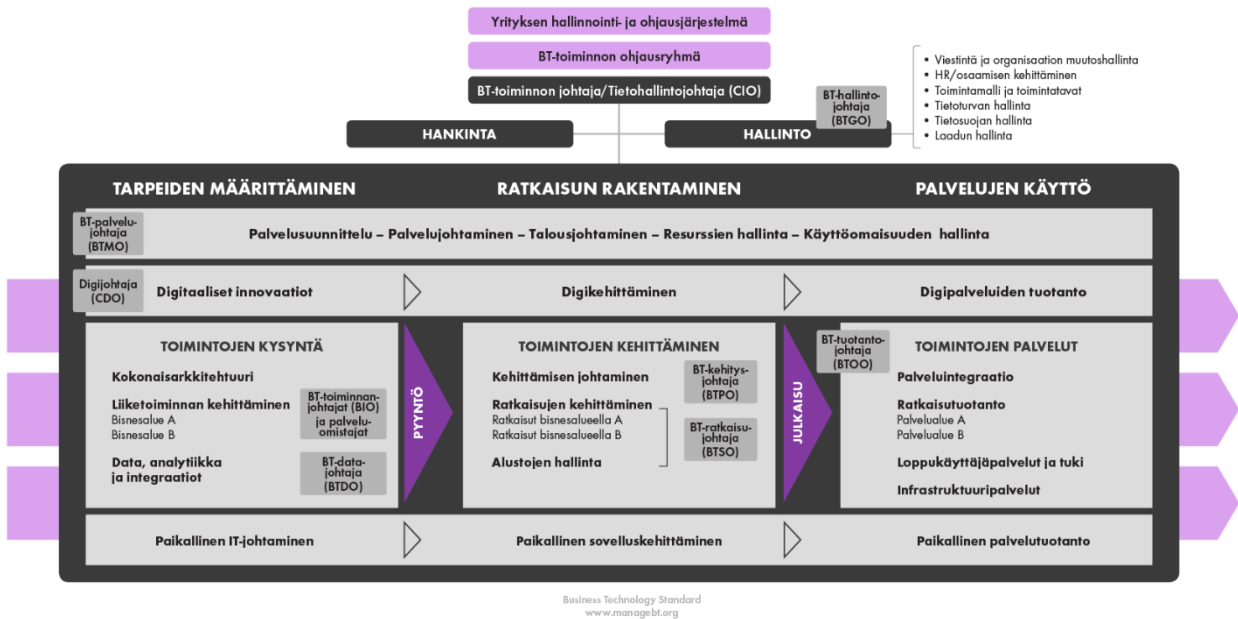 Yrityksen hallinnointi- ja ohjausjärjestelmä
BT-toiminnon ohjausryhmä
BT-toiminnon johtaja/Tietohallintojohtaja (CIO)
HANKINTA
HALLINTO
BT-hallinto-
johtaja
(BTGO)
• Viestintä ja organisaation muutoshallinta
• HR/osaamisen kehittäminen
• Toimintamalli ja toimintatavat
• Tietoturvan hallinta
• Tietosuojan hallinta
• Laadun hallinta
TARPEIDEN MÄÄRITTÄMINEN
RATKAISUN RAKENTAMINEN
PALVELUJEN KÄYTTÖ
BT-palvelu-
johtaja
(BTMO)
Palvelusuunnittelu – Palvelujohtaminen – Talousjohtaminen – Resurssien hallinta – Käyttöomaisuuden hallinta
Digijohtaja
(CDO)
Digitaaliset innovaatiot
Digikehittäminen
Digipalveluiden tuotanto
TOIMINTOJEN KYSYNTÄ
Kokonaisarkkitehtuuri
Liiketoiminnan kehittäminen
Bisnesalue A
Bisnesalue B
BT-toiminnan-
johtajat (BIO)
ja palvelu-
omistajat
Data, analytiikka
ja integraatiot
BT-data-
johtaja
(BTDO)
PYYNTÖ
TOIMINTOJEN KEHITTÄMINEN
Kehittämisen johtaminen
BT-kehitys-
johtaja
(BTPO)
Ratkaisujen kehittäminen
Ratkaisut bisnesalueella A
Ratkaisut bisnesalueella B
BT-ratkaisu-
johtaja
(BTSO)
Alustojen hallinta
JULKAISU
BT-tuotanto-
johtaja
(BTOO)
TOIMINTOJEN PALVELUT
Palveluintegraatio
Ratkaisutuotanto
Palvelualue A
Palvelualue B
Loppukäyttäjäpalvelut ja tuki
Infrastruktuuripalvelut
Paikallinen IT-johtaminen
Paikallinen sovelluskehittäminen
Paikallinen palvelutuotanto
Business Technology Standard
www.managebt.org